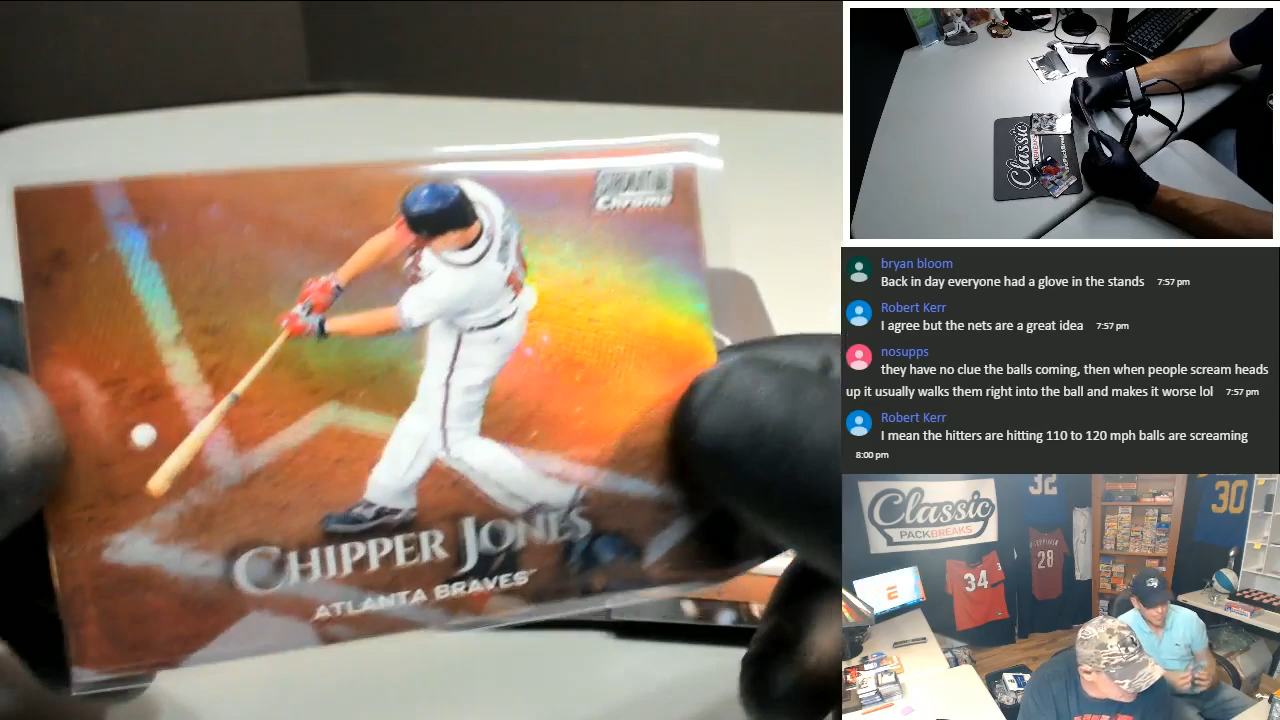 STADIUM CLUB
Chrome
CHIPPER JONES
ATLANTA BRAVES™
Classic
bryan bloom
Back in day everyone had a glove in the stands 7:57 pm
Robert Kerr
I agree but the nets are a great idea 7:57 pm
nosupps
they have no clue the balls coming, then when people scream heads
up it usually walks them right into the ball and makes it worse lol 7:57 pm
Robert Kerr
I mean the hitters are hitting 110 to 120 mph balls are screaming
8:00 pm
Classic
PACKBREAKS
32
30
28
34
3